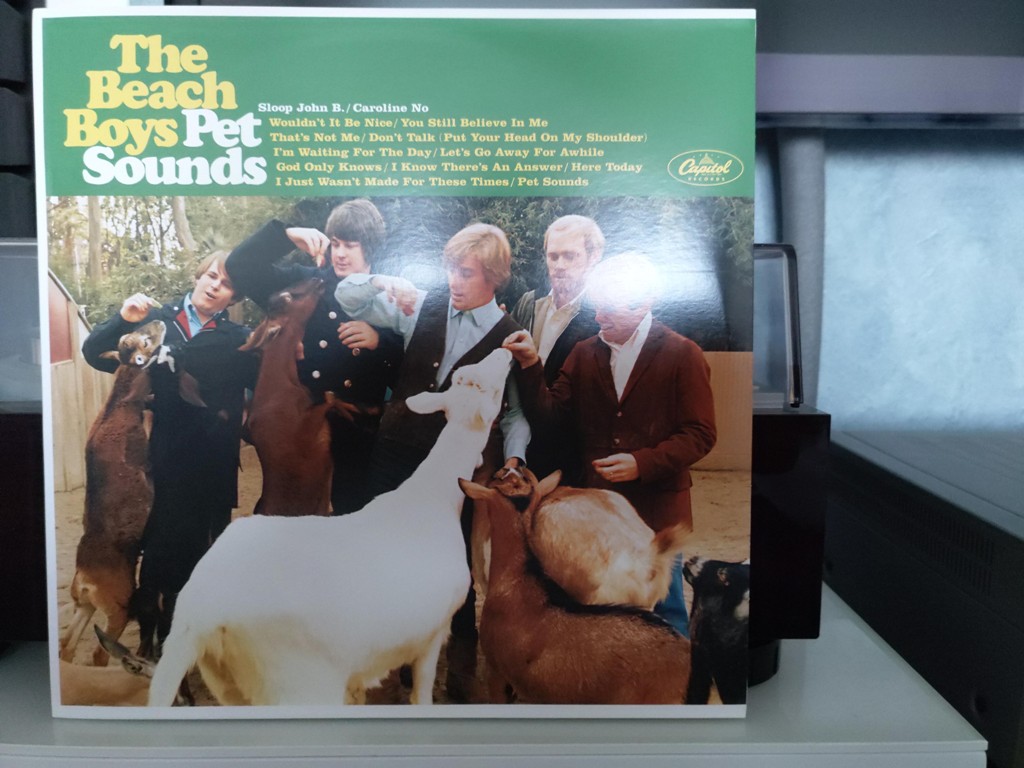 The
Beach
Boys Pet
Sounds
Sloop John B. / Caroline No
Wouldn't It Be Nice / You Still Believe In Me
That's Not Me / Don't Talk (Put Your Head On My Shoulder)
I'm Waiting For The Day / Let's Go Away For Awhile
God Only Knows / I Know There's An Answer / Here Today
I Just Wasn't Made For These Times / Pet Sounds
Capitol
RECORDS